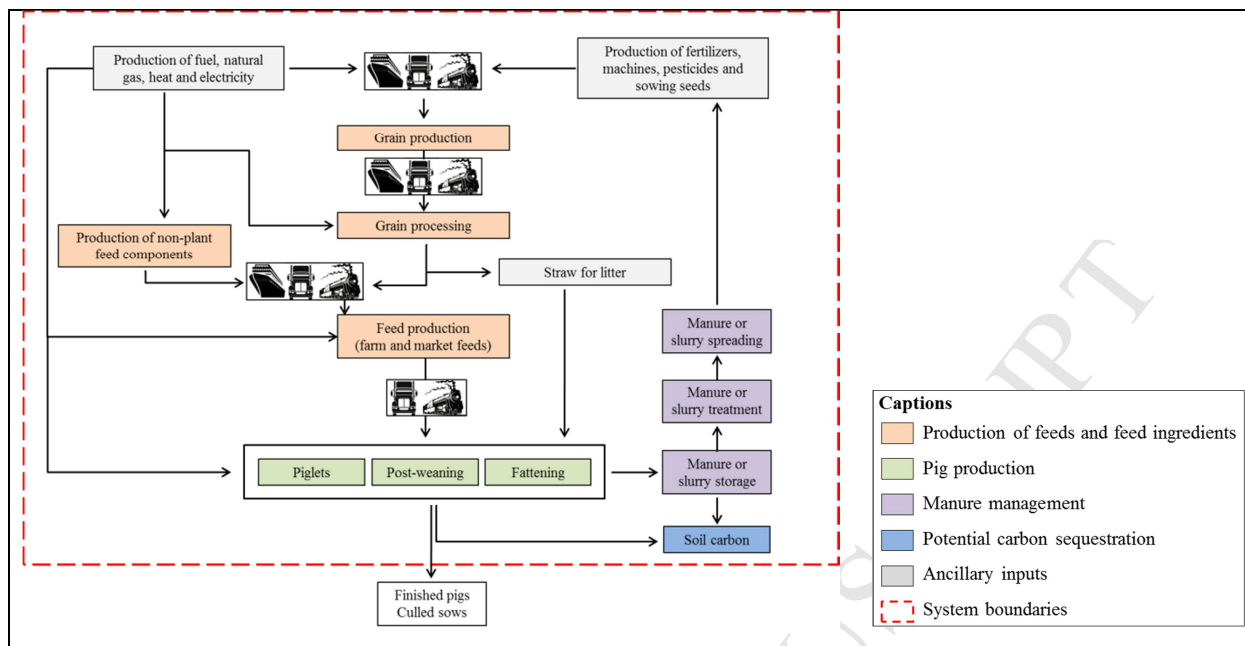 Production of fuel, natural
gas, heat and electricity
Production of fertilizers,
machines, pesticides and
sowing seeds
Grain production
Grain processing
Production of non-plant
feed components
Straw for litter
Feed production
(farm and market feeds)
Manure or
slurry spreading
Manure or
slurry treatment
Piglets
Post-weaning
Fattening
Manure or
slurry storage
Soil carbon
Finished pigs
Culled sows
Captions
Production of feeds and feed ingredients
Pig production
Manure management
Potential carbon sequestration
Ancillary inputs
System boundaries